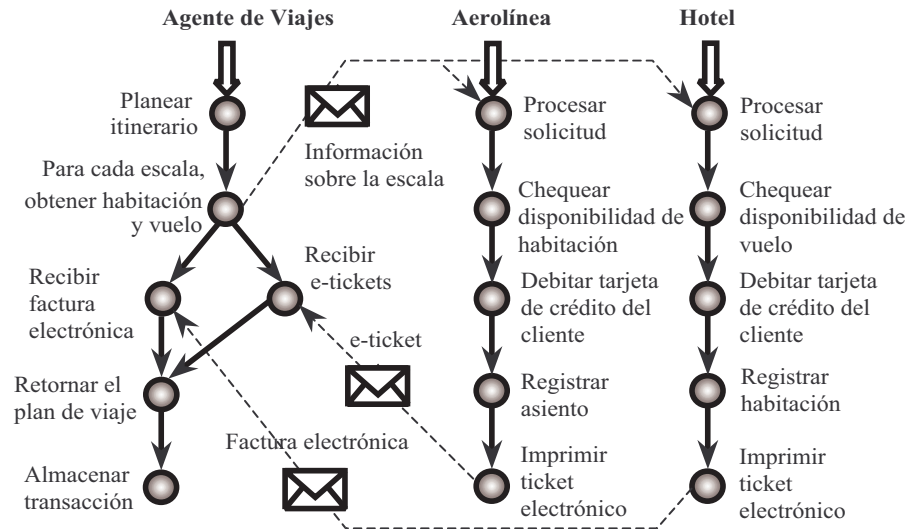 Agente de Viajes
Aerolínea
Hotel
Planear
itinerario
Para cada escala,
obtener habitación
y vuelo
Información
sobre la escala
Recibir
factura
electrónica
Recibir
e-tickets
e-ticket
Retornar el
plan de viaje
Factura electrónica
Almacenar
transacción
Procesar
solicitud
Chequear
disponibilidad de
habitación
Debitar tarjeta
de crédito del
cliente
Registrar
asiento
Imprimir
ticket
electrónico
Procesar
solicitud
Chequear
disponibilidad de
vuelo
Debitar tarjeta
de crédito del
cliente
Registrar
habitación
Imprimir
ticket
electrónico